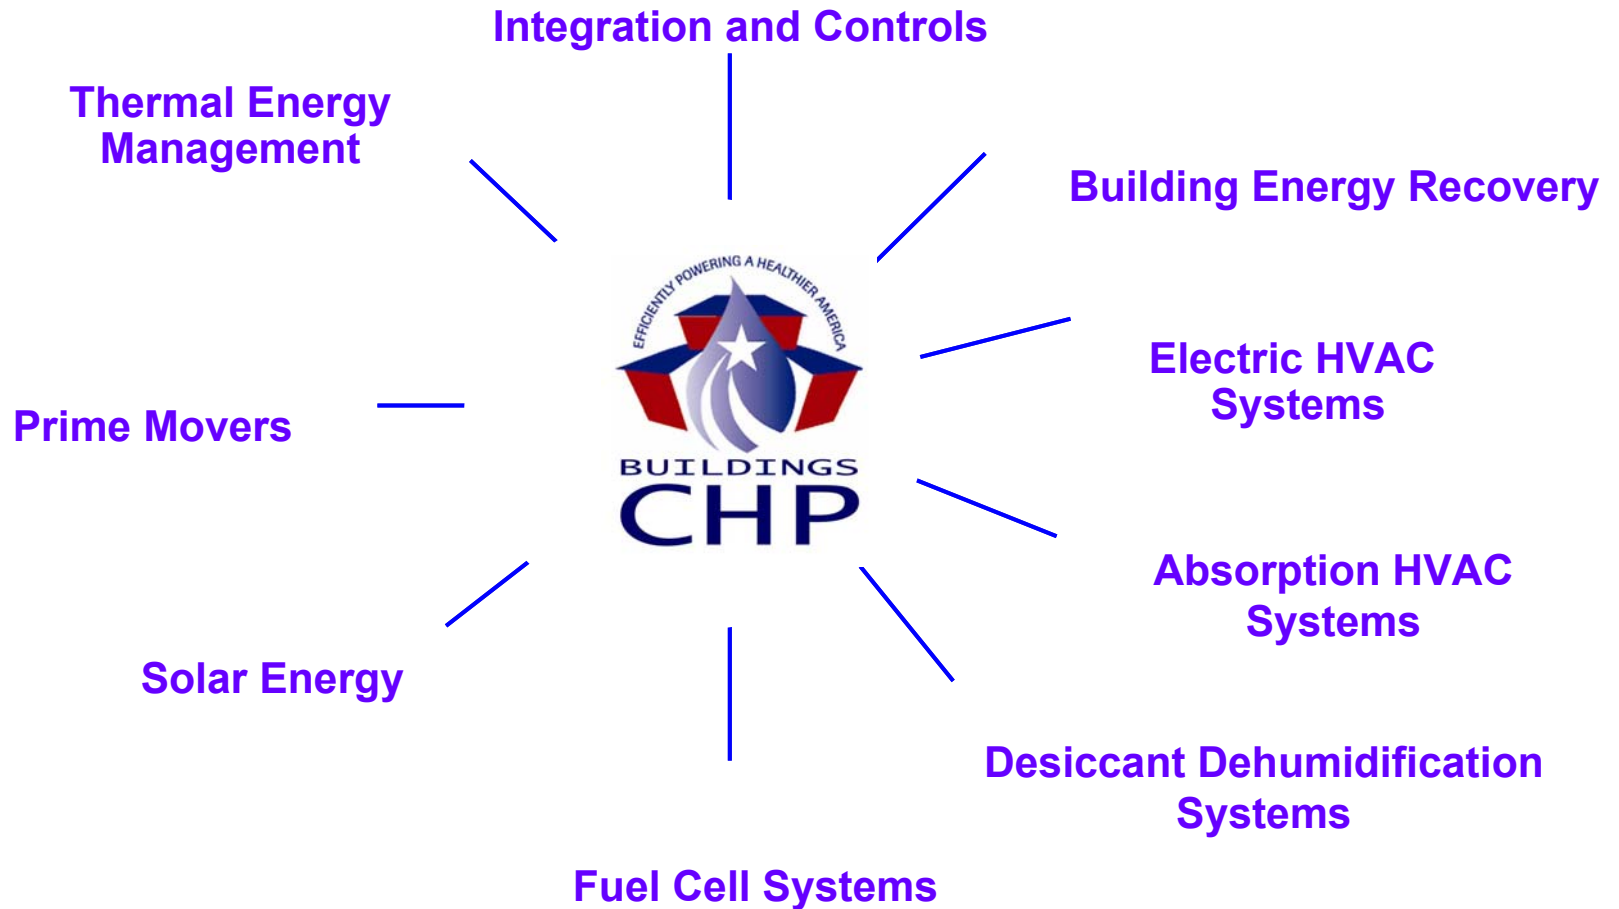 Integration and Controls
Thermal Energy
Management
Building Energy Recovery
EFFICIENTLY POWERING A HEALTHIER AMERICA
Electric HVAC
Systems
Prime Movers
BUILDINGS
CHP
Absorption HVAC
Systems
Solar Energy
Desiccant Dehumidification
Systems
Fuel Cell Systems